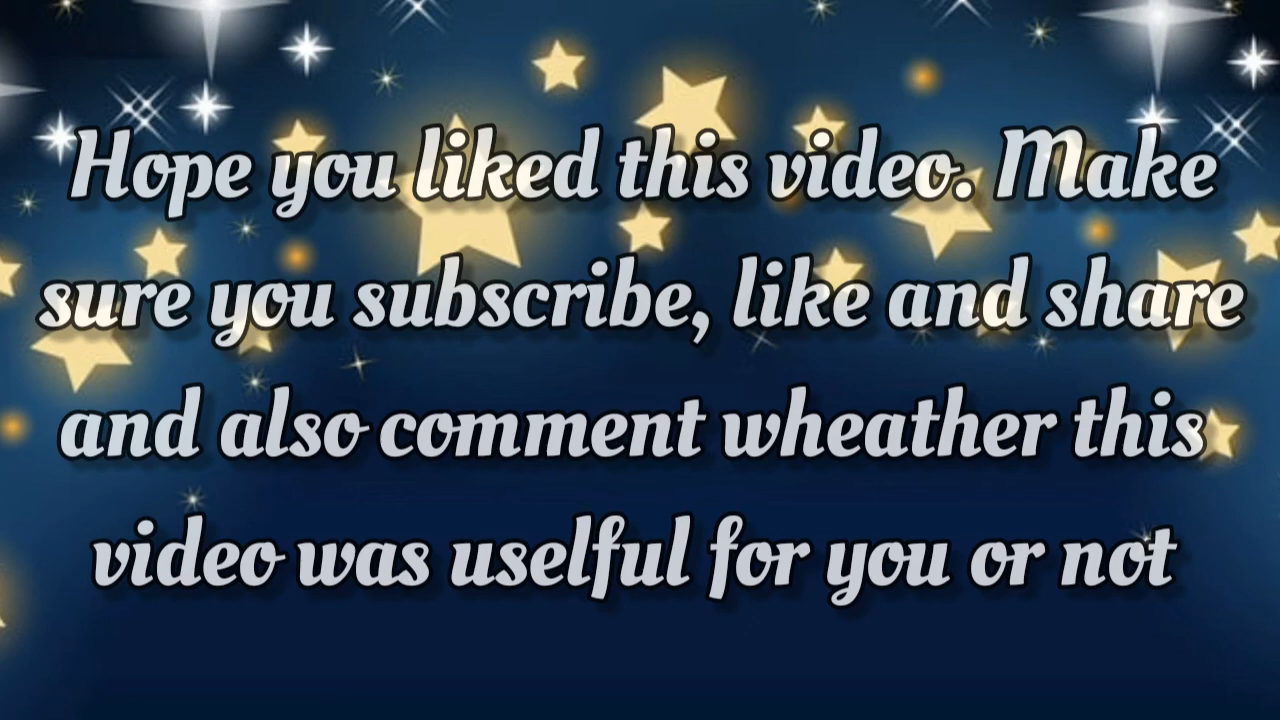 Hope you liked this video. Make
sure you subscribe, like and share
and also comment wheather this
video was uselful for you or not